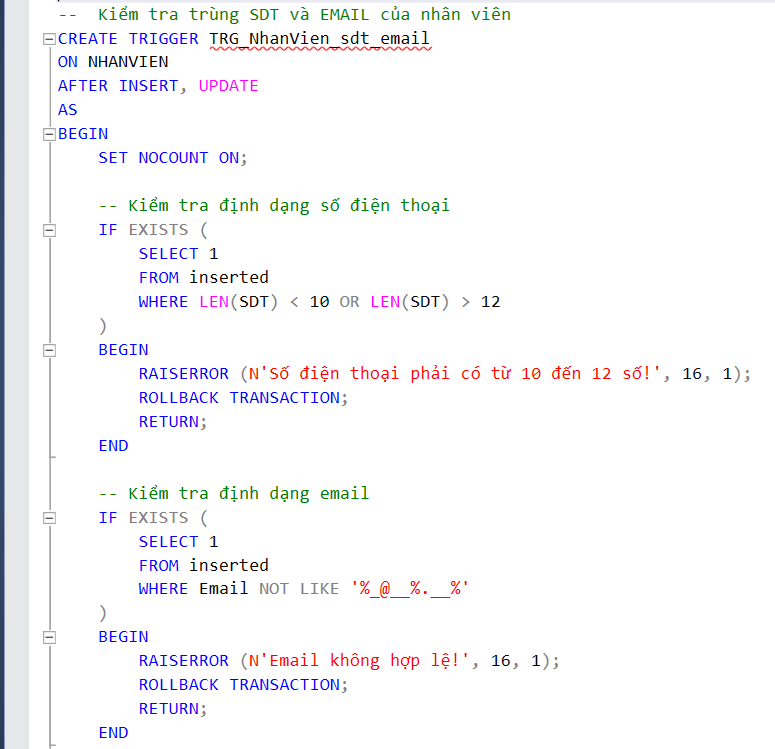 -- Kiểm tra trùng SDT và EMAIL của nhân viên
CREATE TRIGGER TRG_NhanVien_sdt_email
ON NHANVIEN
AFTER INSERT, UPDATE
AS
BEGIN
    SET NOCOUNT ON;

    -- Kiểm tra định dạng số điện thoại
    IF EXISTS (
        SELECT 1
        FROM inserted
        WHERE LEN(SDT) < 10 OR LEN(SDT) > 12
    )
    BEGIN
        RAISERROR (N'Số điện thoại phải có từ 10 đến 12 số!', 16, 1);
        ROLLBACK TRANSACTION;
        RETURN;
    END

    -- Kiểm tra định dạng email
    IF EXISTS (
        SELECT 1
        FROM inserted
        WHERE Email NOT LIKE '%_@__%.__%'
    )
    BEGIN
        RAISERROR (N'Email không hợp lệ!', 16, 1);
        ROLLBACK TRANSACTION;
        RETURN;
    END